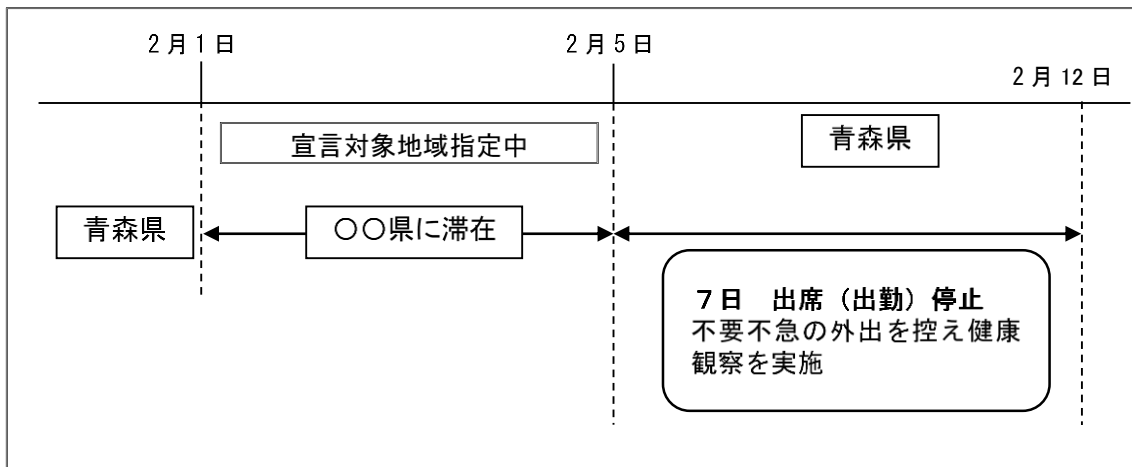 2月1日
2月5日
2月12日
宣言対象地域指定中
青森県
青森県
〇〇県に滞在
7日 出席(出勤)停止
不要不急の外出を控え健康
観察を実施